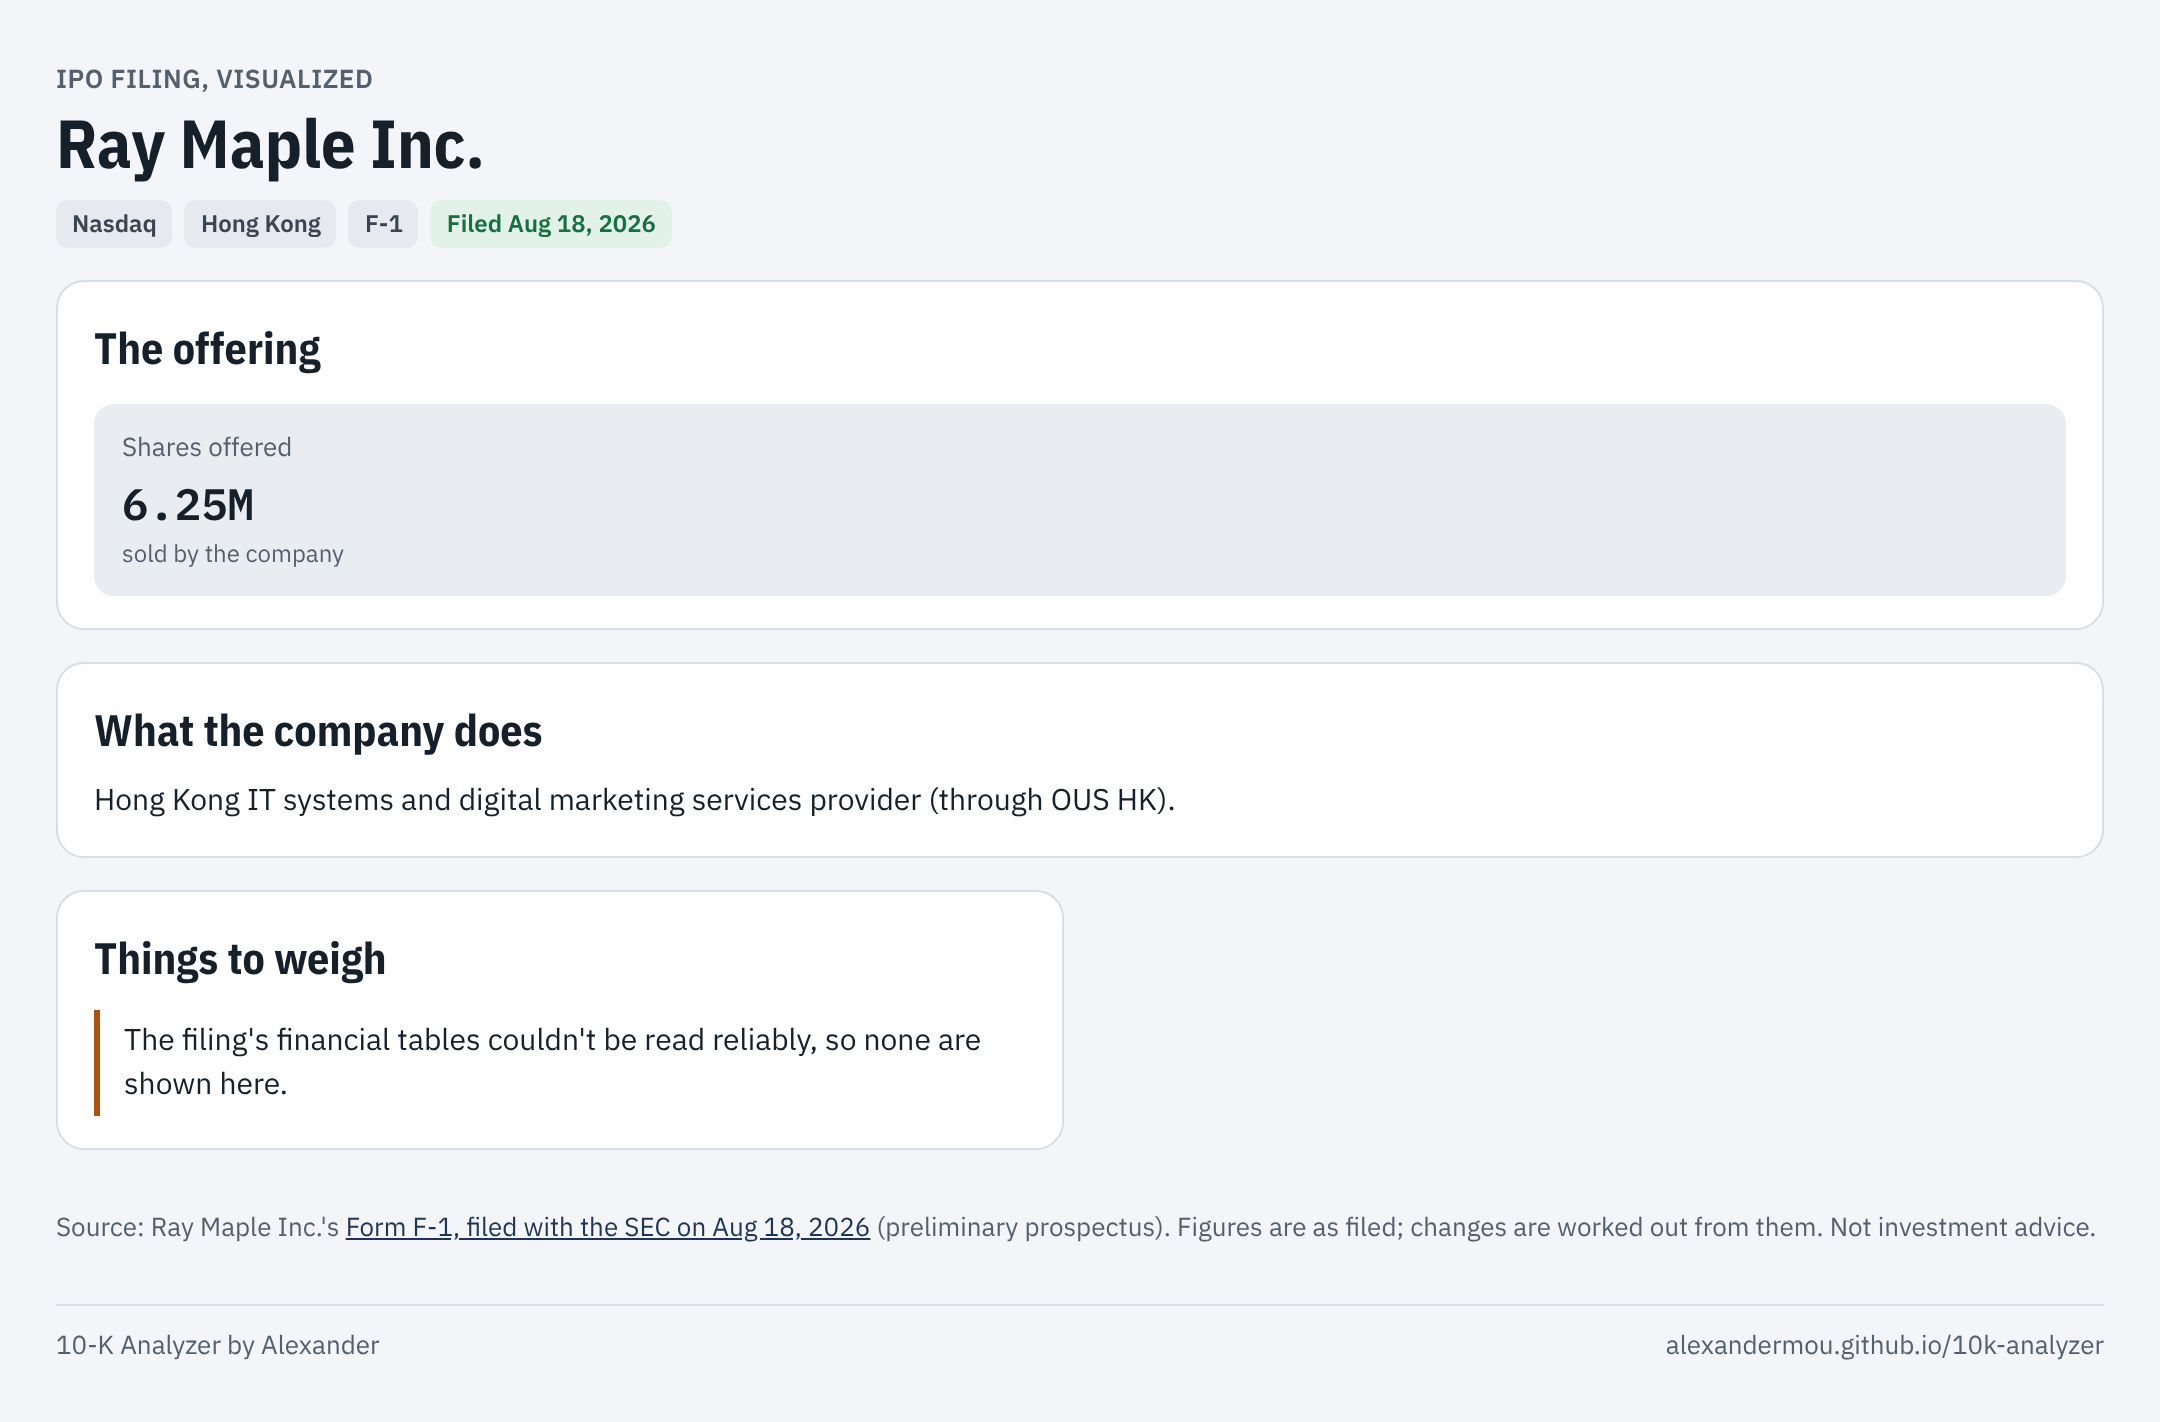 IPO FILING, VISUALIZED
Ray Maple Inc.
Nasdaq Hong Kong F-1 Filed Aug 18, 2026
The offering
Shares offered
6.25M
sold by the company
What the company does
Hong Kong IT systems and digital marketing services provider (through OUS HK).
Things to weigh
The filing's financial tables couldn't be read reliably, so none are
shown here.
Source: Ray Maple Inc.'s Form F-1, filed with the SEC on Aug 18, 2026 (preliminary prospectus). Figures are as filed; changes are worked out from them. Not investment advice.
10-K Analyzer by Alexander alexandermou.github.io/10k-analyzer